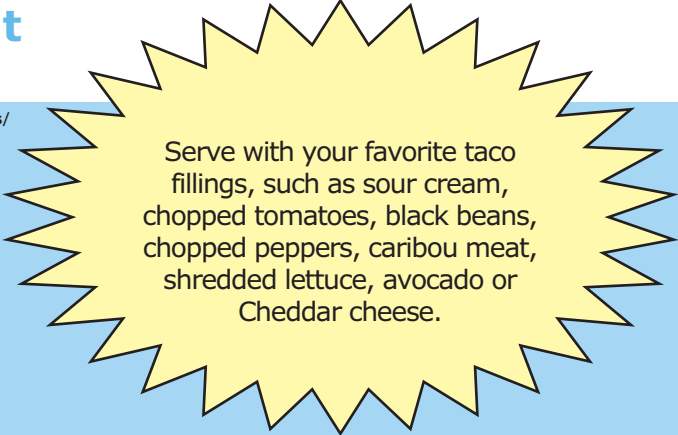 t
s/
Serve with your favorite taco
fillings, such as sour cream,
chopped tomatoes, black beans,
chopped peppers, caribou meat,
shredded lettuce, avocado or
Cheddar cheese.